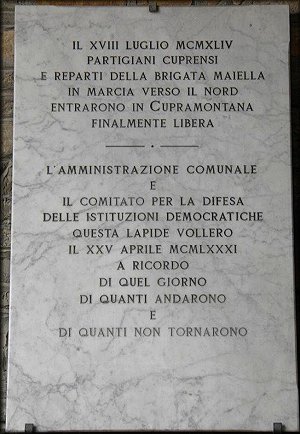 IL XVIII LUGLIO MCMXLIV
PARTIGIANI CUPRENSI
E REPARTI DELLA BRIGATA MAIELLA
IN MARCIA VERSO IL NORD
ENTRARONO IN CUPRAMONTANA
FINALMENTE LIBERA
L'AMMINISTRAZIONE COMUNALE
E
IL COMITATO PER LA DIFESA
DELLE ISTITUZIONI DEMOCRATICHE
QUESTA LAPIDE VOLLERO
IL XXV APRILE MCMLXXXI
A RICORDO
DI QUEL GIORNO
DI QUANTI ANDARONO
E
DI QUANTI NON TORNARONO